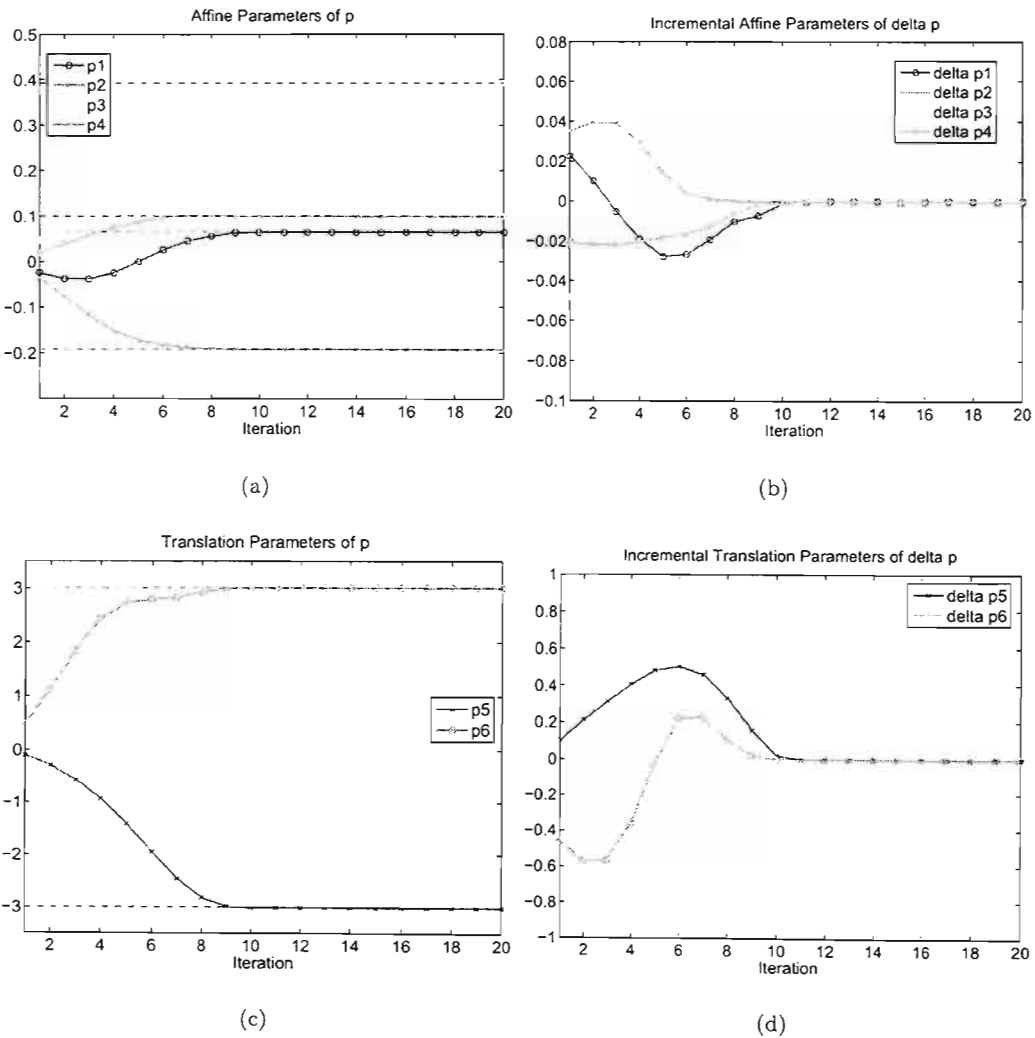 Affine Parameters of p
0.5
0.4
0.3
0.2
0.1
0
−0.1
−0.2
p1
p2
p3
p4
2 4 6 8 10 12 14 16 18 20
Iteration
(a)
Incremental Affine Parameters of delta p
0.08
0.06
0.04
0.02
0
−0.02
−0.04
−0.06
−0.08
−0.1
delta p1
delta p2
delta p3
delta p4
2 4 6 8 10 12 14 16 18 20
Iteration
(b)
Translation Parameters of p
3
2
1
0
−1
−2
−3
p5
p6
2 4 6 8 10 12 14 16 18 20
Iteration
(c)
Incremental Translation Parameters of delta p
1
0.8
0.6
0.4
0.2
0
−0.2
−0.4
−0.6
−0.8
−1
delta p5
delta p6
2 4 6 8 10 12 14 16 18 20
Iteration
(d)